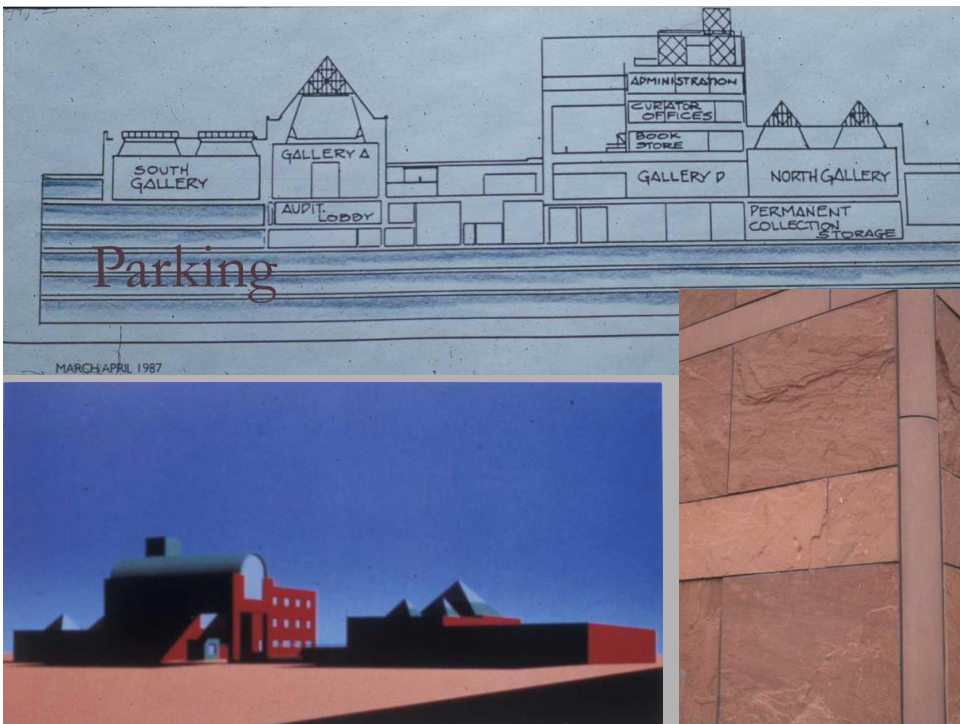 ADMINISTRATION
CURATOR
OFFICES
BOOK
STORE
GALLERY A
SOUTH
GALLERY
GALLERY D
NORTH GALLERY
AUDIT.
LOBBY
PERMANENT
COLLECTION
STORAGE
Parking
MARCH/APRIL 1987